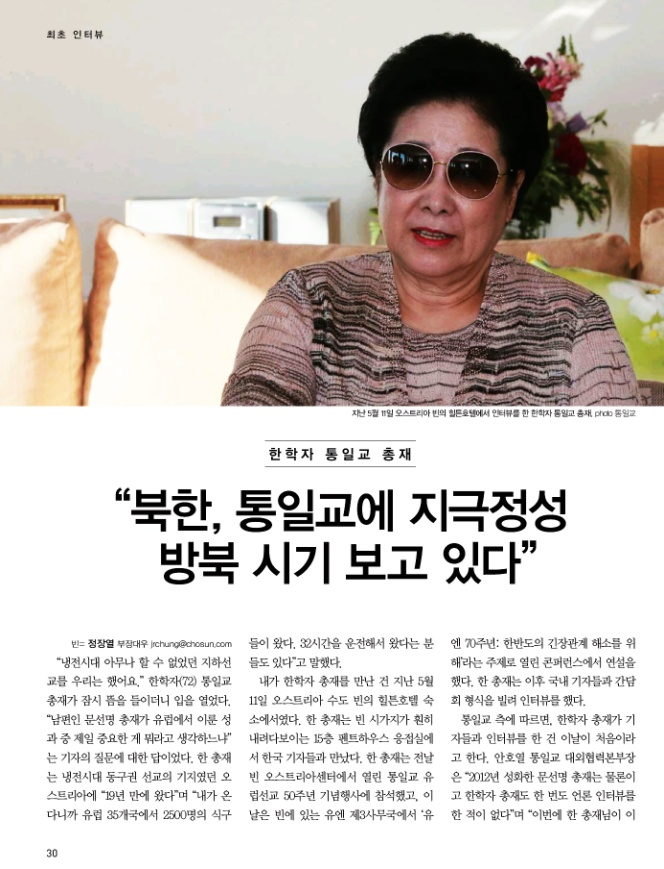 최초 인터뷰
지난 5월 11일 오스트리아 빈의 힐튼호텔에서 인터뷰를 한 한학자 통일교 총재. photo 통일교
한학자 통일교 총재
“북한, 통일교에 지극정성
방북 시기 보고 있다”
빈= 정장열 부장대우 jrchung@chosun.com
“냉전시대 아무나 할 수 없었던 지하선
교를 우리는 했어요.” 한학자(72) 통일교
총재가 잠시 뜸을 들이더니 입을 열었다.
“남편인 문선명 총재가 유럽에서 이룬 성
과 중 제일 중요한 게 뭐라고 생각하느냐”
는 기자의 질문에 대한 답이었다. 한 총재
는 냉전시대 동구권 선교의 기지였던 오
스트리아에 “19년 만에 왔다”며 “내가 온
다니까 유럽 35개국에서 2500명의 식구
들이 왔다. 32시간을 운전해서 왔다는 분
들도 있다”고 말했다.
내가 한학자 총재를 만난 건 지난 5월
11일 오스트리아 수도 빈의 힐튼호텔 숙
소에서였다. 한 총재는 빈 시가지가 훤히
내려다보이는 15층 펜트하우스 응접실에
서 한국 기자들과 만났다. 한 총재는 전날
빈 오스트리아센터에서 열린 통일교 유
럽선교 50주년 기념행사에 참석했고, 이
날은 빈에 있는 유엔 제3사무국에서 ‘유
엔 70주년: 한반도의 긴장관계 해소를 위
해’라는 주제로 열린 콘퍼런스에서 연설을
했다. 한 총재는 이후 국내 기자들과 간담
회 형식을 빌려 인터뷰를 했다.
통일교 측에 따르면, 한학자 총재가 기
자들과 인터뷰를 한 건 이날이 처음이라
고 한다. 안호열 통일교 대외협력본부장
은 “2012년 성화한 문선명 총재는 물론이
고 한학자 총재도 한 번도 언론 인터뷰를
한 적이 없다”며 “이번에 한 총재님이 이
30